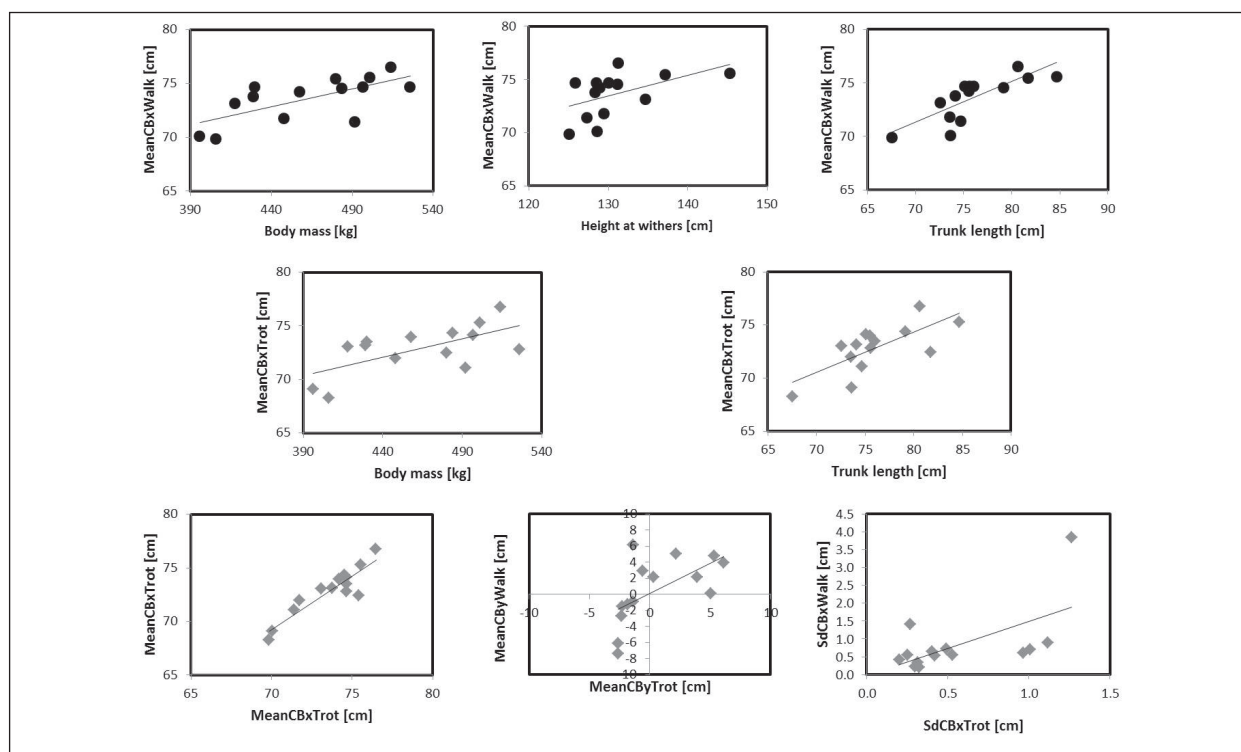 80
75
70
65
MeanCBxWalk [cm]
390 440 490 540
Body mass [kg]
80
75
70
65
MeanCBxWalk [cm]
120 130 140 150
Height at withers [cm]
80
75
70
65
MeanCBxWalk [cm]
65 70 75 80 85 90
Trunk length [cm]
80
75
70
65
MeanCBxTrot [cm]
390 440 490 540
Body mass [kg]
80
75
70
65
MeanCBxTrot [cm]
65 70 75 80 85 90
Trunk length [cm]
80
75
70
65
MeanCBxTrot [cm]
65 70 75 80
MeanCBxTrot [cm]
10
8
6
4
2
0
-2
-4
-6
-8
-10
MeanCByWalk [cm]
-10 -5 0 5 10
MeanCByTrot [cm]
4.5
4.0
3.5
3.0
2.5
2.0
1.5
1.0
0.5
0.0
SdCBxWalk [cm]
0.0 0.5 1.0 1.5
SdCBxTrot [cm]